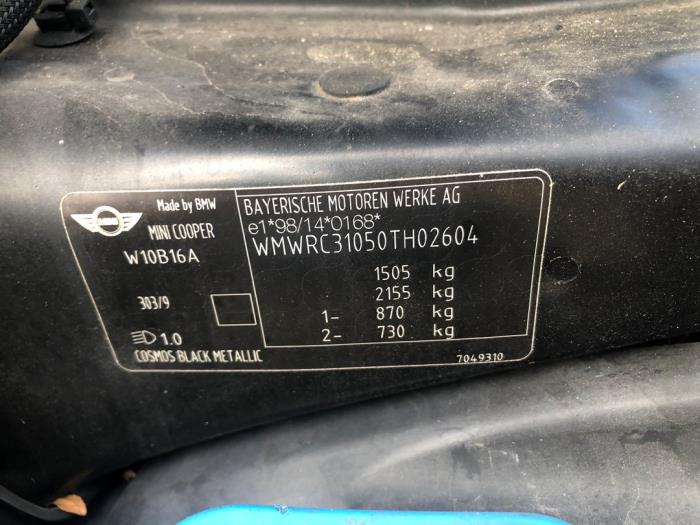 MINI
Made by BMW
MINI COOPER
W10B16A
303/9
1.0
COSMOS BLACK METALLIC
BAYERISCHE MOTOREN WERKE AG
e1*98/14*0168*
WMWRC31050TH02604
1505 kg
2155 kg
1- 870 kg
2- 730 kg
7049310